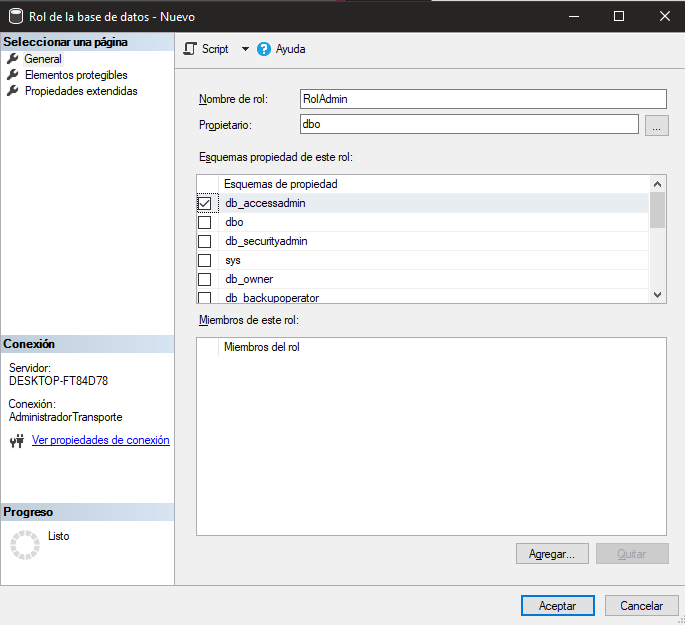 Rol de la base de datos - Nuevo
Seleccionar una página
General
Elementos protegibles
Propiedades extendidas
Script
Ayuda
Nombre de rol:
RolAdmin
Propietario:
dbo
...
Esquemas propiedad de este rol:
Esquemas de propiedad
db_accessadmin
dbo
db_securityadmin
sys
db_owner
db_backupoperator
Miembros de este rol:
Miembros del rol
Conexión
Servidor:
DESKTOP-FT84D78
Conexión:
AdministradorTransporte
Ver propiedades de conexión
Progreso
Listo
Agregar...
Quitar
Aceptar
Cancelar